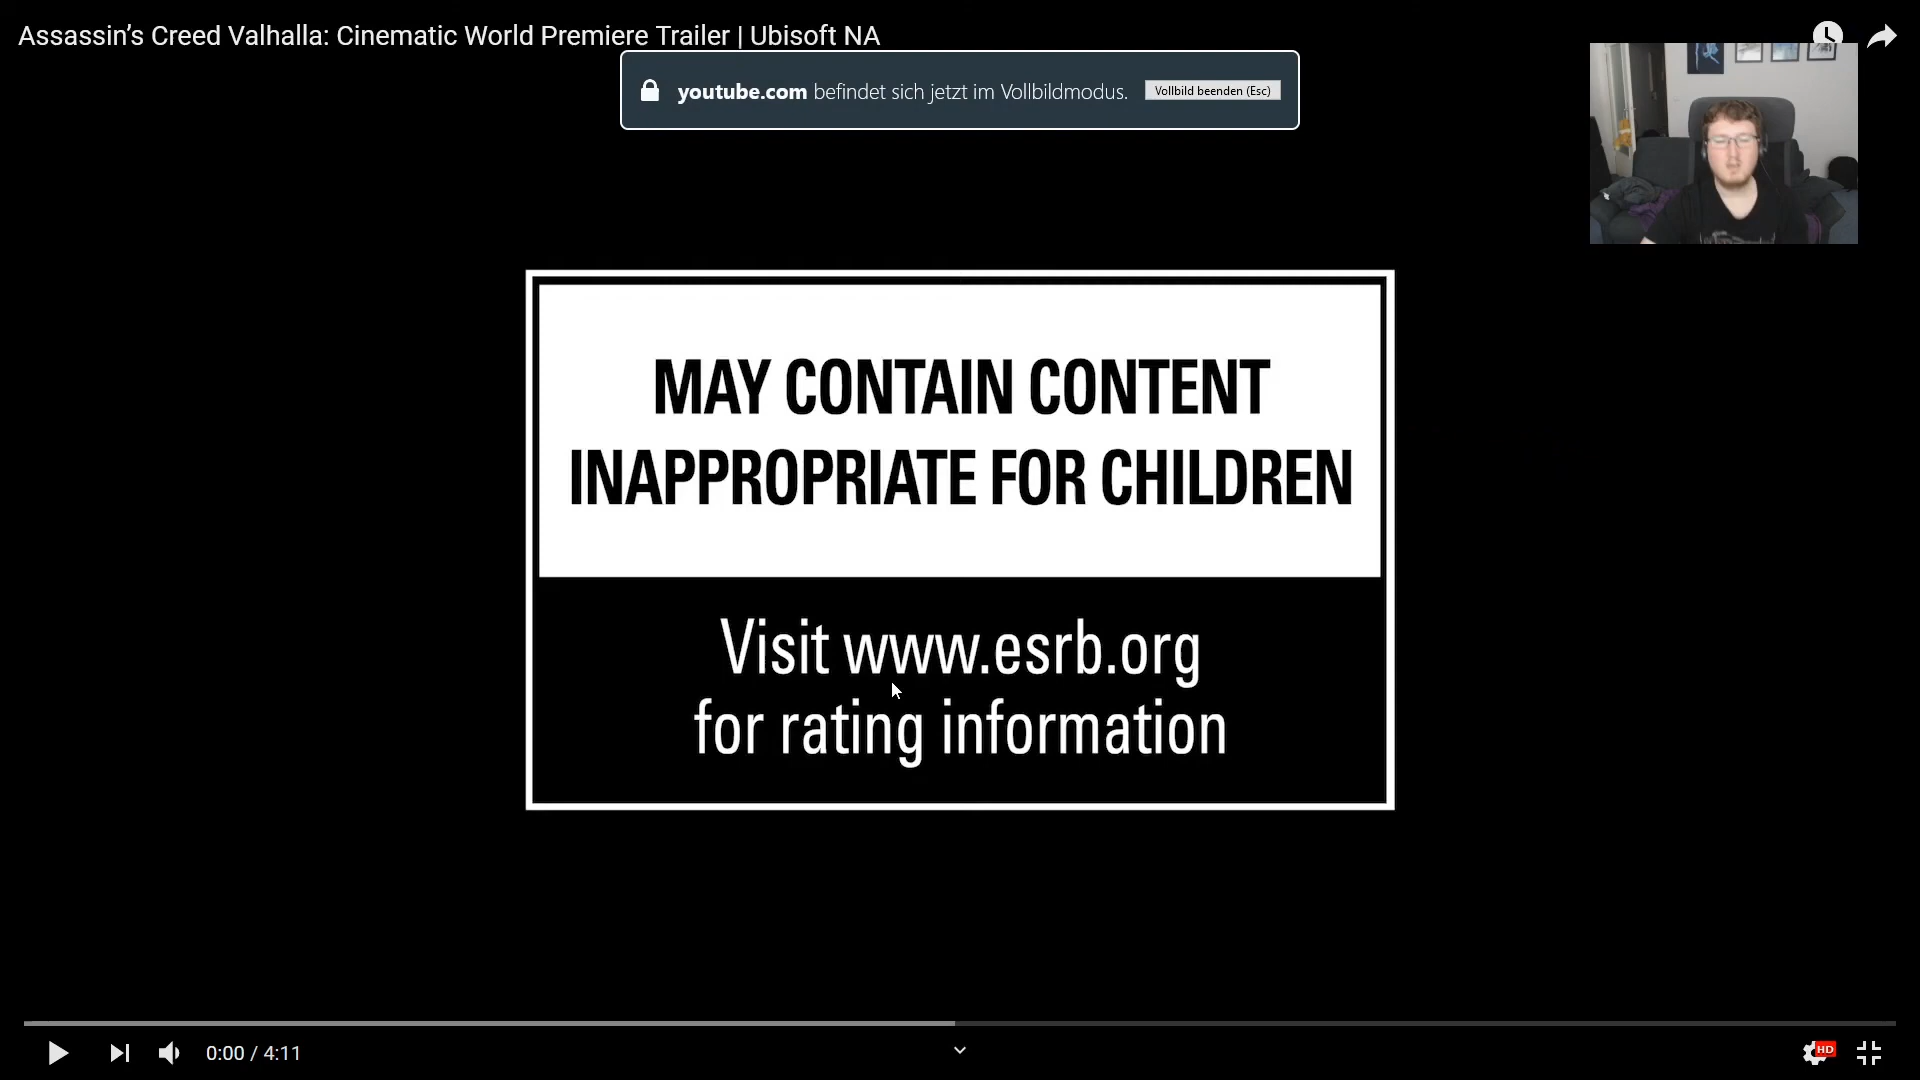 Assassin’s Creed Valhalla: Cinematic World Premiere Trailer | Ubisoft NA
youtube.com befindet sich jetzt im Vollbildmodus. Vollbild beenden (Esc)
MAY CONTAIN CONTENT
INAPPROPRIATE FOR CHILDREN
Visit www.esrb.org
for rating information
0:00 / 4:11
HD